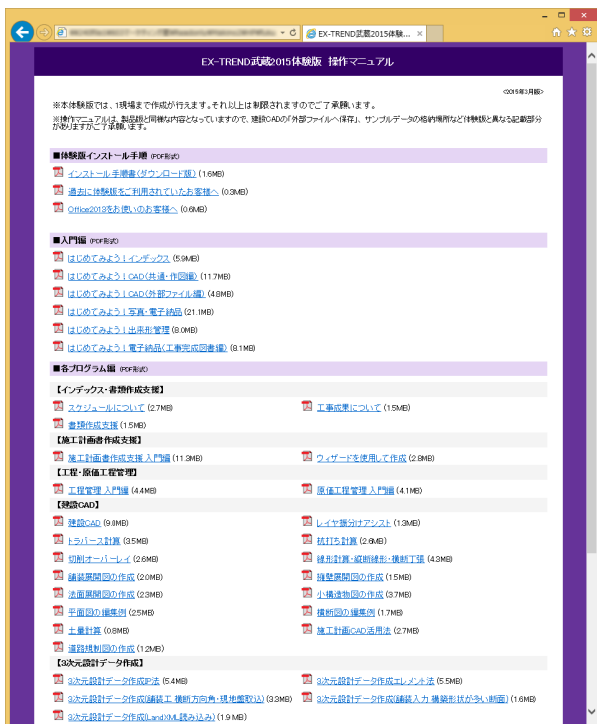 EX-TREND武蔵2015体験... ×
EX-TREND武蔵2015体験版 操作マニュアル
<2015年3月版>
※本体験版では、1現場まで作成が行えます。それ以上は制限されますのでご了承願います。
※操作マニュアルは、製品版と同様な内容となっていますので、建設CADの「外部ファイルへ保存」、サンプルデータの格納場所など体験版と異なる記載部分
がありますがご了承願います。
■体験版インストール手順 (PDF形式)
インストール手順書(ダウンロード版) (1.6MB)
過去に体験版をご利用されていたお客様へ (0.3MB)
Office2013をお使いのお客様へ (0.6MB)
■入門編 (PDF形式)
はじめてみよう！インデックス (5.9MB)
はじめてみよう！CAD(共通・作図編) (11.7MB)
はじめてみよう！CAD(外部ファイル編) (4.8MB)
はじめてみよう！写真・電子納品 (21.1MB)
はじめてみよう！出来形管理 (8.0MB)
はじめてみよう！電子納品(工事完成図書編) (8.1MB)
■各プログラム編 (PDF形式)
【インデックス・書類作成支援】
スケジュールについて (2.7MB) 工事成果について (1.5MB)
書類作成支援 (1.5MB)
【施工計画書作成支援】
施工計画書作成支援 入門編 (11.3MB) ウィザードを使用して作成 (2.8MB)
【工程・原価工程管理】
工程管理 入門編 (4.4MB) 原価工程管理 入門編 (4.1MB)
【建設CAD】
建設CAD (9.0MB) レイヤ振分けアシスト (1.3MB)
トラバース計算 (3.5MB) 杭打ち計算 (2.6MB)
切削オーバーレイ (2.6MB) 線形計算・縦断線形・横断丁張 (4.3MB)
舗装展開図の作成 (2.0MB) 擁壁展開図の作成 (1.5MB)
法面展開図の作成 (2.3MB) 小構造物図の作成 (3.7MB)
平面図の編集例 (2.5MB) 横断図の編集例 (1.7MB)
土量計算 (0.8MB) 施工計画CAD活用法 (2.7MB)
道路規制図の作成 (1.2MB)
【3次元設計データ作成】
3次元設計データ作成IP法 (5.4MB) 3次元設計データ作成エレメント法 (5.5MB)
3次元設計データ作成(舗装工 横断方向角・現地盤取込) (3.3MB) 3次元設計データ作成(舗装入力 構築形状が多い断面) (1.6MB)
3次元設計データ作成(LandXML読み込み) (1.9MB)